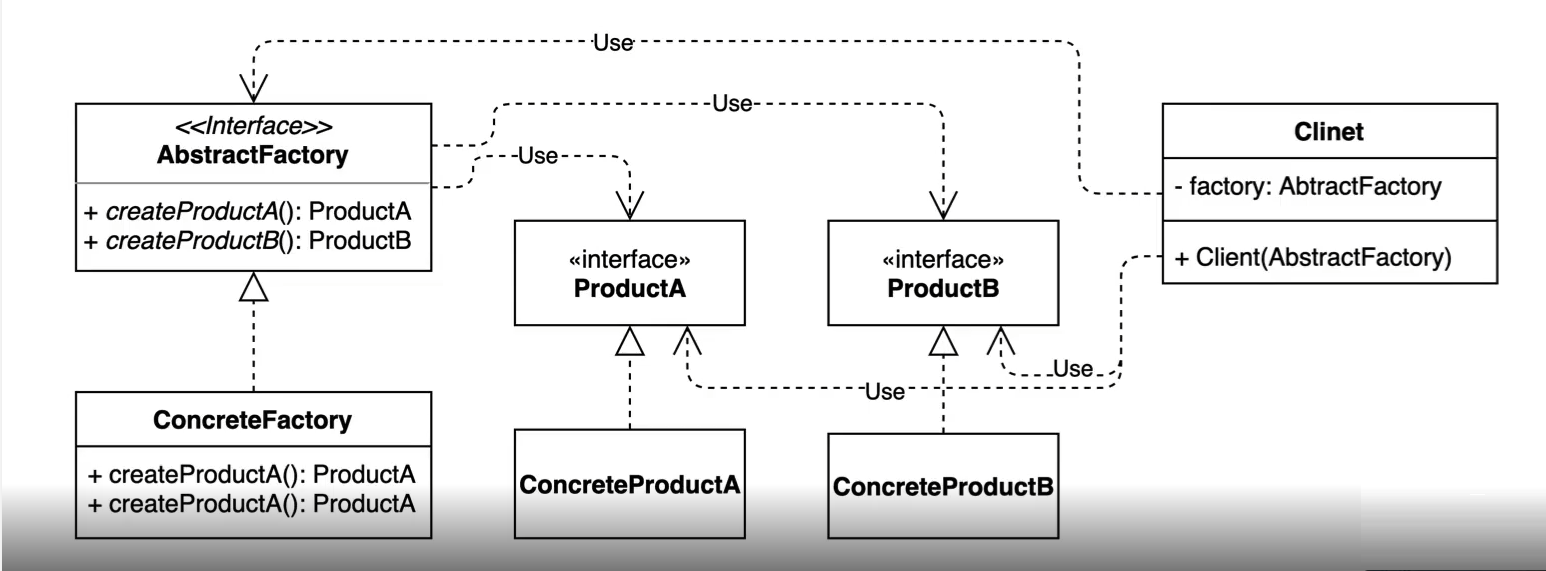 Use
Use
Use
<<Interface>>
AbstractFactory
+ createProductA(): ProductA
+ createProductB(): ProductB
Clinet
- factory: AbtractFactory
+ Client(AbstractFactory)
«interface»
ProductA
«interface»
ProductB
Use
Use
ConcreteFactory
+ createProductA(): ProductA
+ createProductA(): ProductA
ConcreteProductA
ConcreteProductB